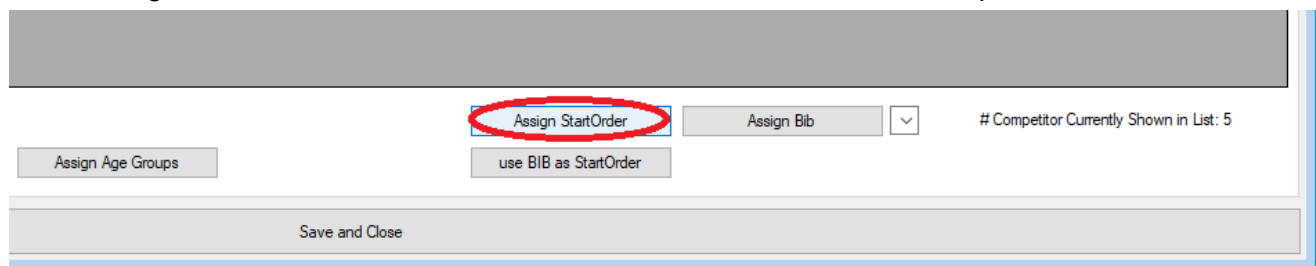 Assign StartOrder Assign Bib # Competitor Currently Shown in List: 5
Assign Age Groups use BIB as StartOrder
Save and Close